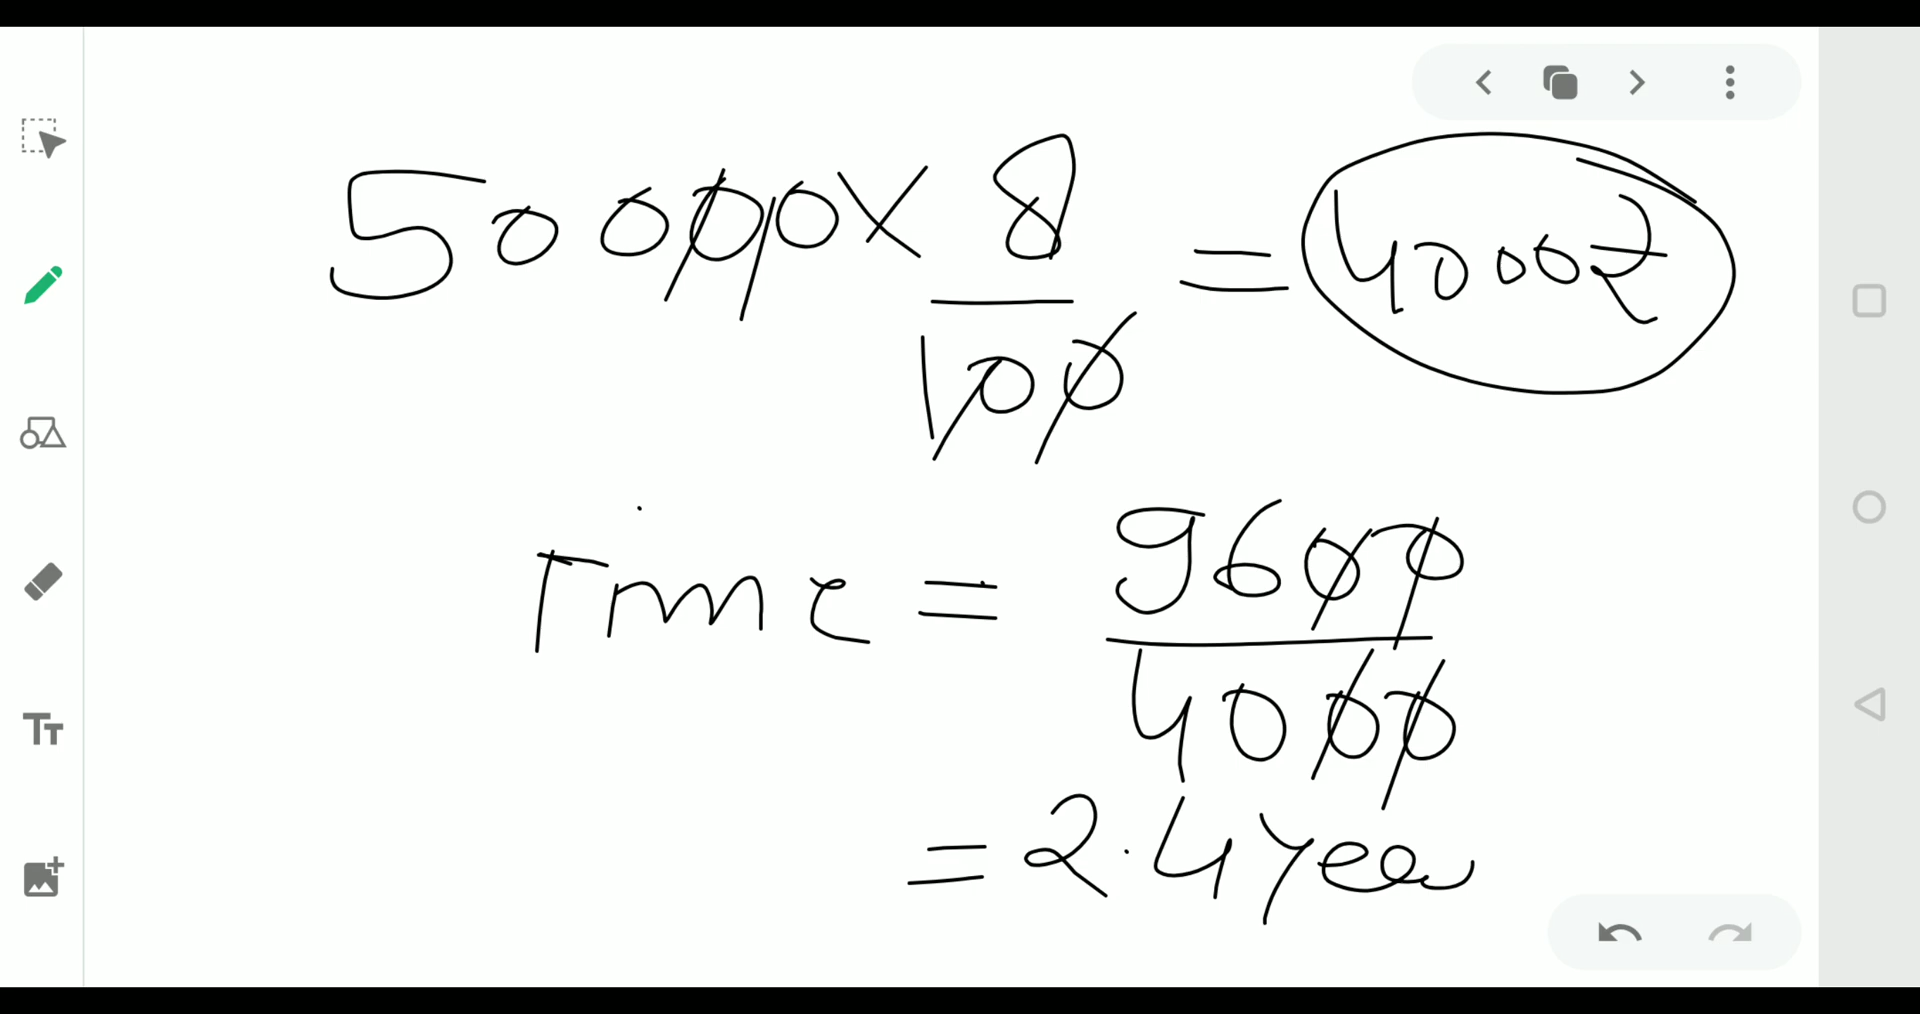 50000 X 8 = 4000₹
100
Time = 9600
4000
= 2.4 year